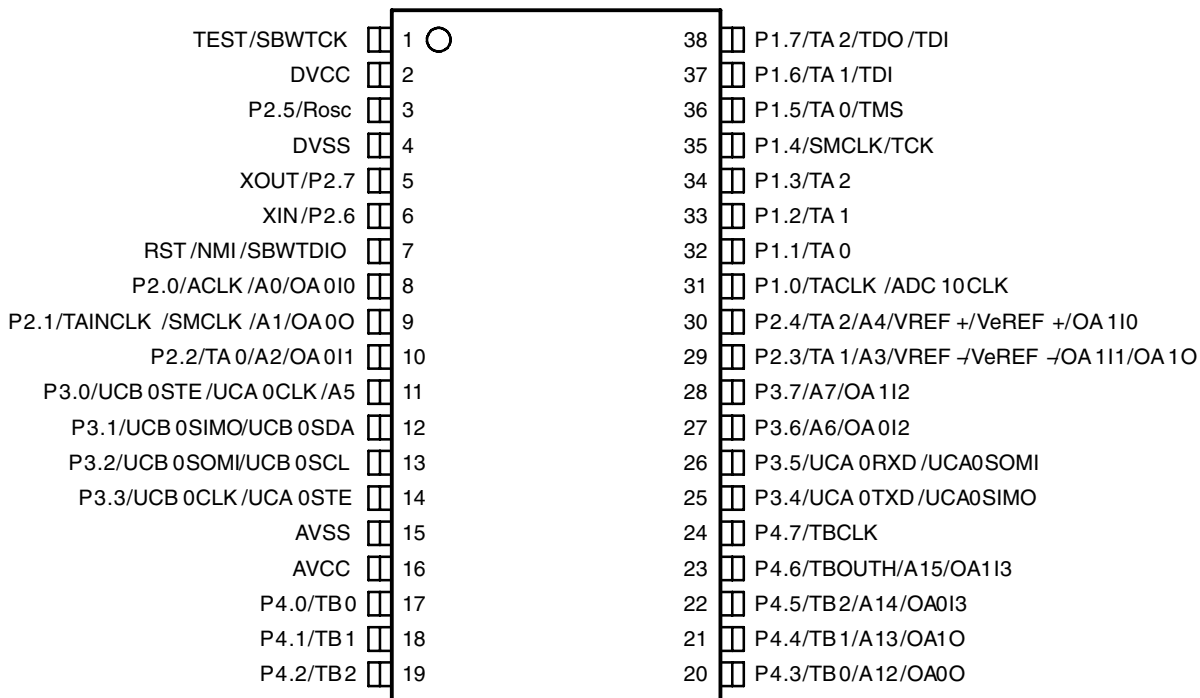 TEST/SBWTCK 1 38 P1.7/TA2/TDO/TDI
DVCC 2 37 P1.6/TA1/TDI
P2.5/Rosc 3 36 P1.5/TA0/TMS
DVSS 4 35 P1.4/SMCLK/TCK
XOUT/P2.7 5 34 P1.3/TA2
XIN/P2.6 6 33 P1.2/TA1
RST/NMI/SBWTDIO 7 32 P1.1/TA0
P2.0/ACLK/A0/OA0I0 8 31 P1.0/TACLK/ADC10CLK
P2.1/TAINCLK/SMCLK/A1/OA0O 9 30 P2.4/TA2/A4/VREF+/VeREF+/OA1I0
P2.2/TA0/A2/OA0I1 10 29 P2.3/TA1/A3/VREF-/VeREF-/OA1I1/OA1O
P3.0/UCB0STE/UCA0CLK/A5 11 28 P3.7/A7/OA1I2
P3.1/UCB0SIMO/UCB0SDA 12 27 P3.6/A6/OA0I2
P3.2/UCB0SOMI/UCB0SCL 13 26 P3.5/UCA0RXD/UCA0SOMI
P3.3/UCB0CLK/UCA0STE 14 25 P3.4/UCA0TXD/UCA0SIMO
AVSS 15 24 P4.7/TBCLK
AVCC 16 23 P4.6/TBOUTH/A15/OA1I3
P4.0/TB0 17 22 P4.5/TB2/A14/OA0I3
P4.1/TB1 18 21 P4.4/TB1/A13/OA1O
P4.2/TB2 19 20 P4.3/TB0/A12/OA0O